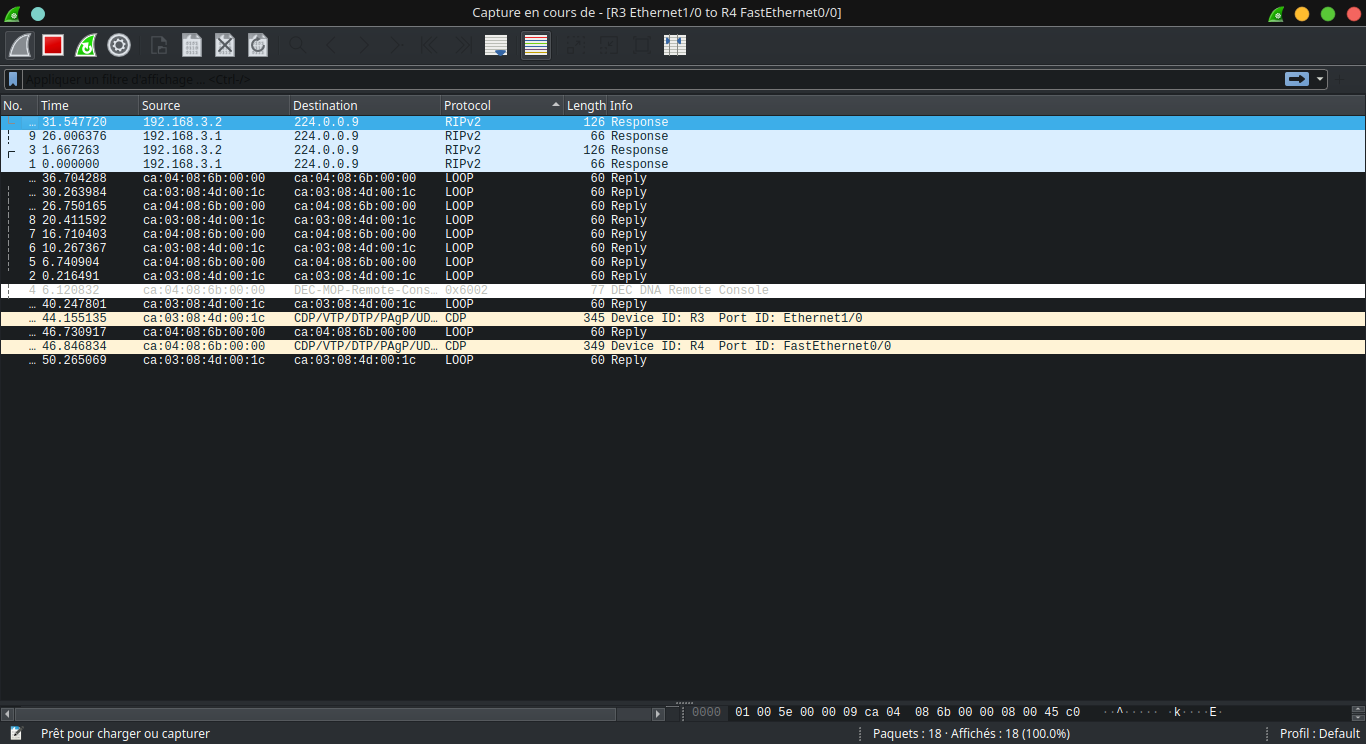 Capture en cours de - [R3 Ethernet1/0 to R4 FastEthernet0/0]
Appliquer un filtre d'affichage ... <Ctrl-/>
No. Time Source Destination Protocol Length Info
... 31.547720 192.168.3.2 224.0.0.9 RIPv2 126 Response
9 26.006376 192.168.3.1 224.0.0.9 RIPv2 66 Response
3 1.667263 192.168.3.2 224.0.0.9 RIPv2 126 Response
1 0.000000 192.168.3.1 224.0.0.9 RIPv2 66 Response
... 36.704288 ca:04:08:6b:00:00 ca:04:08:6b:00:00 LOOP 60 Reply
... 30.263984 ca:03:08:4d:00:1c ca:03:08:4d:00:1c LOOP 60 Reply
... 26.750165 ca:04:08:6b:00:00 ca:04:08:6b:00:00 LOOP 60 Reply
8 20.411592 ca:03:08:4d:00:1c ca:03:08:4d:00:1c LOOP 60 Reply
7 16.710403 ca:04:08:6b:00:00 ca:04:08:6b:00:00 LOOP 60 Reply
6 10.267367 ca:03:08:4d:00:1c ca:03:08:4d:00:1c LOOP 60 Reply
5 6.740904 ca:04:08:6b:00:00 ca:04:08:6b:00:00 LOOP 60 Reply
2 0.216491 ca:03:08:4d:00:1c ca:03:08:4d:00:1c LOOP 60 Reply
4 6.120832 ca:04:08:6b:00:00 DEC-MOP-Remote-Cons... 0x6002 77 DEC DNA Remote Console
... 40.247801 ca:03:08:4d:00:1c ca:03:08:4d:00:1c LOOP 60 Reply
... 44.155135 ca:03:08:4d:00:1c CDP/VTP/DTP/PAgP/UD... CDP 345 Device ID: R3  Port ID: Ethernet1/0
... 46.730917 ca:04:08:6b:00:00 ca:04:08:6b:00:00 LOOP 60 Reply
... 46.846834 ca:04:08:6b:00:00 CDP/VTP/DTP/PAgP/UD... CDP 349 Device ID: R4  Port ID: FastEthernet0/0
... 50.265069 ca:03:08:4d:00:1c ca:03:08:4d:00:1c LOOP 60 Reply
0000 01 00 5e 00 00 09 ca 04  08 6b 00 00 08 00 45 c0 ··^····· ·k····E·
Prêt pour charger ou capturer Paquets : 18 · Affichés : 18 (100.0%) Profil : Default